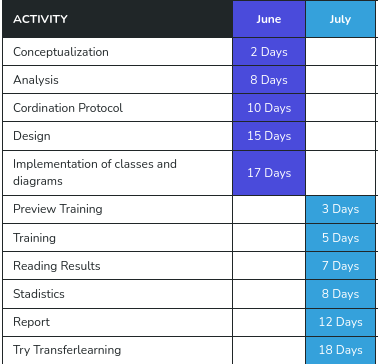 ACTIVITY June July
Conceptualization 2 Days
Analysis 8 Days
Cordination Protocol 10 Days
Design 15 Days
Implementation of classes and
diagrams 17 Days
Preview Training 3 Days
Training 5 Days
Reading Results 7 Days
Stadistics 8 Days
Report 12 Days
Try Transferlearning 18 Days